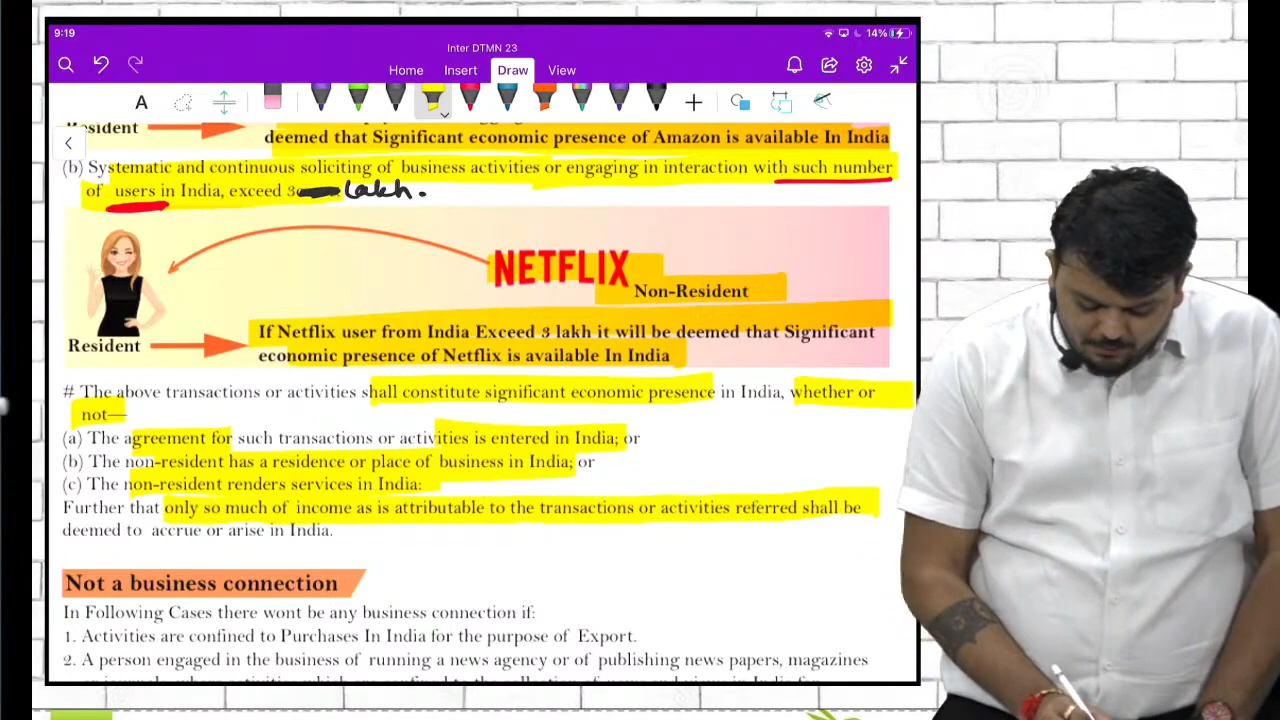 9:19
14%
Inter DTMN 23
Home Insert Draw View
A
Resident
deemed that Significant economic presence of Amazon is available In India
(b) Systematic and continuous soliciting of business activities or engaging in interaction with such number
of users in India, exceed 3 lakh.
NETFLIX
Non-Resident
If Netflix user from India Exceed 3 lakh it will be deemed that Significant
Resident
economic presence of Netflix is available In India
# The above transactions or activities shall constitute significant economic presence in India, whether or
not—
(a) The agreement for such transactions or activities is entered in India; or
(b) The non-resident has a residence or place of business in India; or
(c) The non-resident renders services in India:
Further that only so much of income as is attributable to the transactions or activities referred shall be
deemed to accrue or arise in India.
Not a business connection
In Following Cases there wont be any business connection if:
1. Activities are confined to Purchases In India for the purpose of Export.
2. A person engaged in the business of running a news agency or of publishing news papers, magazines